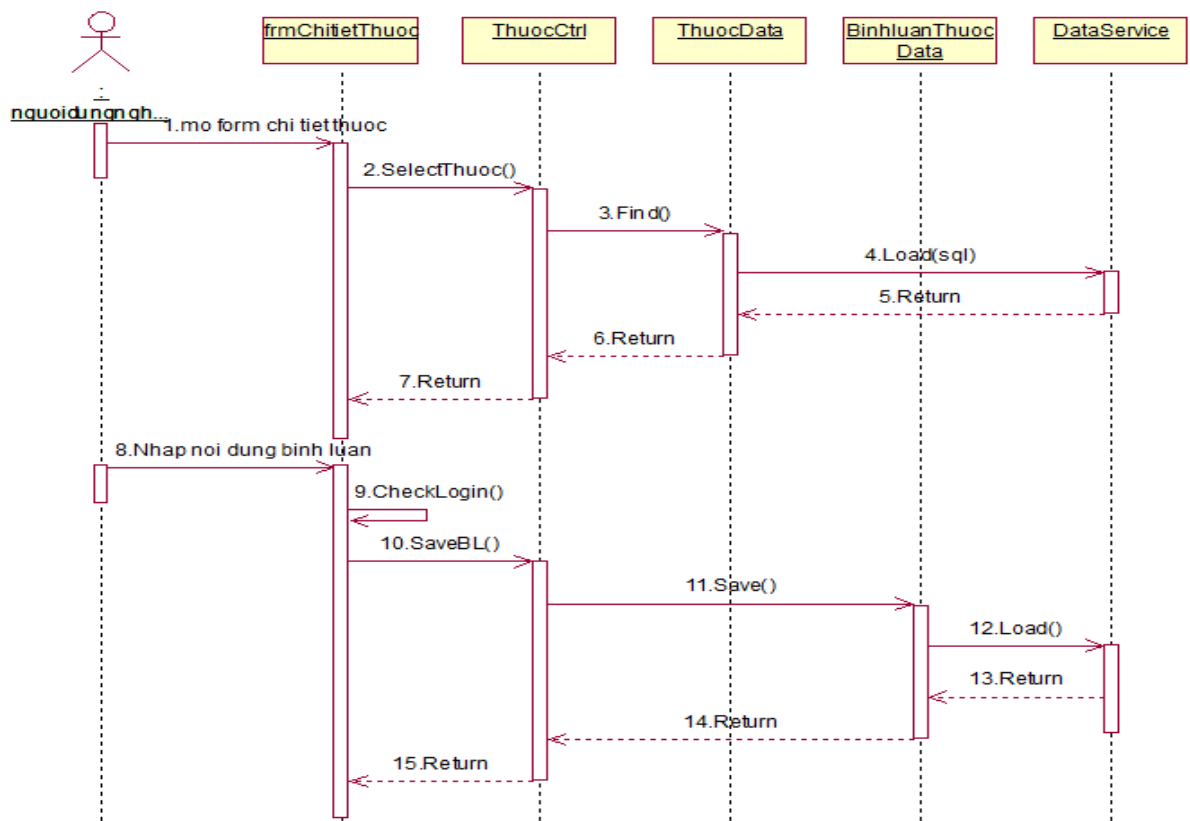 frmChitietThuoc
ThuocCtrl
ThuocData
BinhluanThuoc
Data
DataService
:
nguoidungngh...
1.mo form chi tiet thuoc
2.SelectThuoc()
3.Find()
4.Load(sql)
5.Return
6.Return
7.Return
8.Nhap noi dung binh luan
9.CheckLogin()
10.SaveBL()
11.Save()
12.Load()
13.Return
14.Return
15.Return